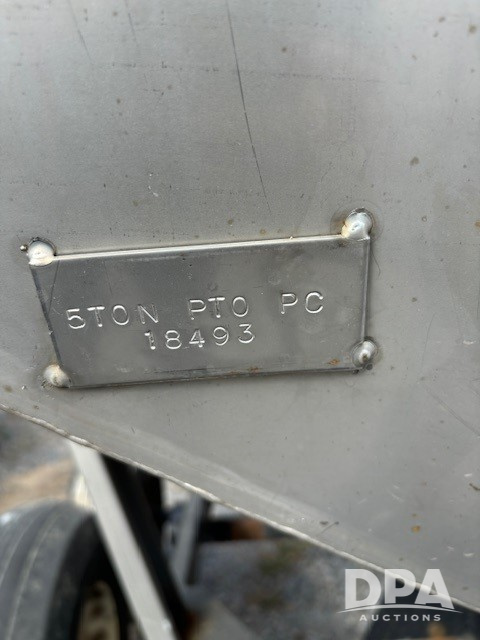 5TON PTO PC
18493
DPA
AUCTIONS